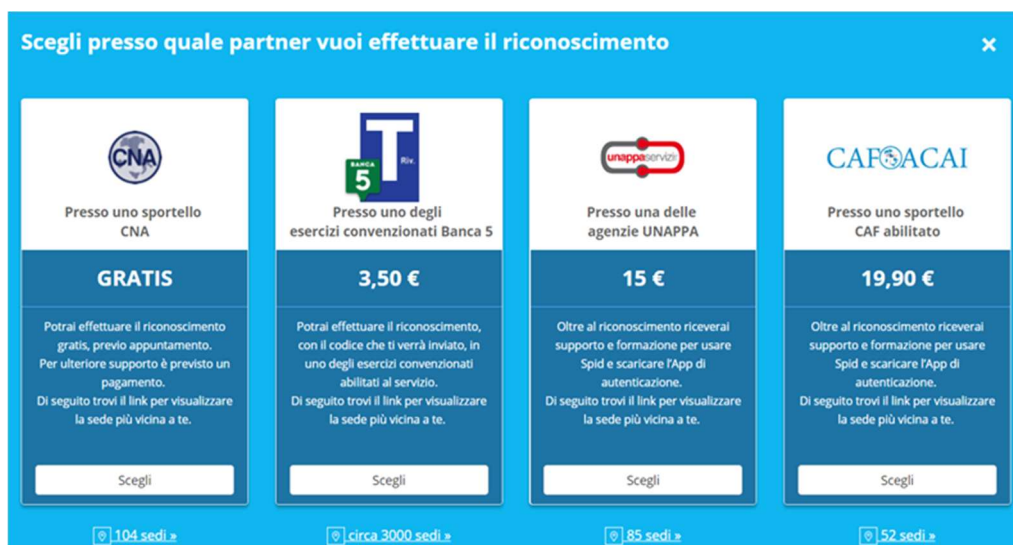 Scegli presso quale partner vuoi effettuare il riconoscimento
×
CNA
Presso uno sportello
CNA
GRATIS
Potrai effettuare il riconoscimento
gratis, previo appuntamento.
Per ulteriore supporto è previsto un
pagamento.
Di seguito trovi il link per visualizzare
la sede più vicina a te.
Scegli
104 sedi »
T
Riv.
BANCA
5
Presso uno degli
esercizi convenzionati Banca 5
3,50 €
Potrai effettuare il riconoscimento,
con il codice che ti verrà inviato, in
uno degli esercizi convenzionati
abilitati al servizio.
Di seguito trovi il link per visualizzare
la sede più vicina a te.
Scegli
circa 3000 sedi »
unappaservizi
Presso una delle
agenzie UNAPPA
15 €
Oltre al riconoscimento riceverai
supporto e formazione per usare
Spid e scaricare l'App di
autenticazione.
Di seguito trovi il link per visualizzare
la sede più vicina a te.
Scegli
85 sedi »
CAF ACAI
Presso uno sportello
CAF abilitato
19,90 €
Oltre al riconoscimento riceverai
supporto e formazione per usare
Spid e scaricare l'App di
autenticazione.
Di seguito trovi il link per visualizzare
la sede più vicina a te.
Scegli
52 sedi »